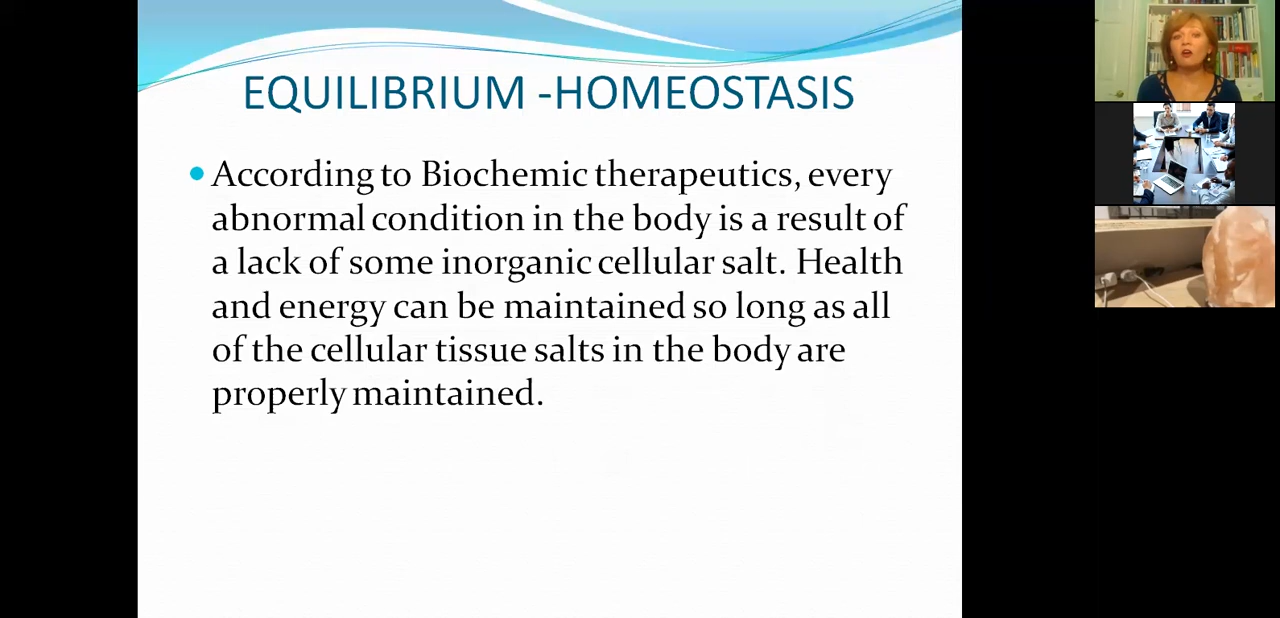 EQUILIBRIUM -HOMEOSTASIS
According to Biochemic therapeutics, every
abnormal condition in the body is a result of
a lack of some inorganic cellular salt. Health
and energy can be maintained so long as all
of the cellular tissue salts in the body are
properly maintained.